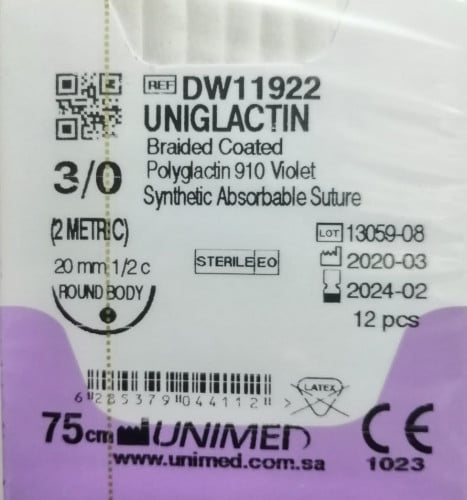 REF DW11922
UNIGLACTIN
Braided Coated
Polyglactin 910 Violet
Synthetic Absorbable Suture
3/0
(2 METRIC)
20 mm 1/2 c
ROUND BODY
STERILE EO
LOT 13059-08
2020-03
2024-02
12 pcs
6 285379 044112 >
LATEX
75cm UNIMED
www.unimed.com.sa
CE
1023